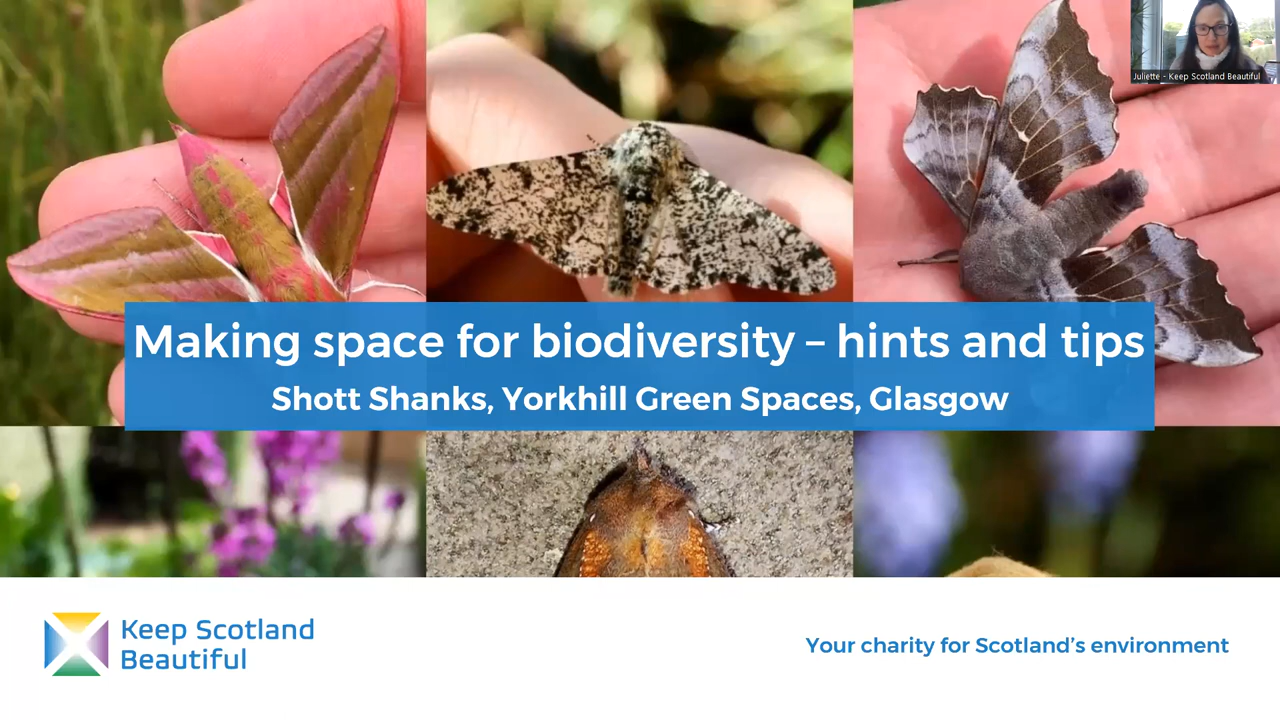 Juliette - Keep Scotland Beautiful
Making space for biodiversity – hints and tips
Shott Shanks, Yorkhill Green Spaces, Glasgow
Keep Scotland
Beautiful
Your charity for Scotland's environment